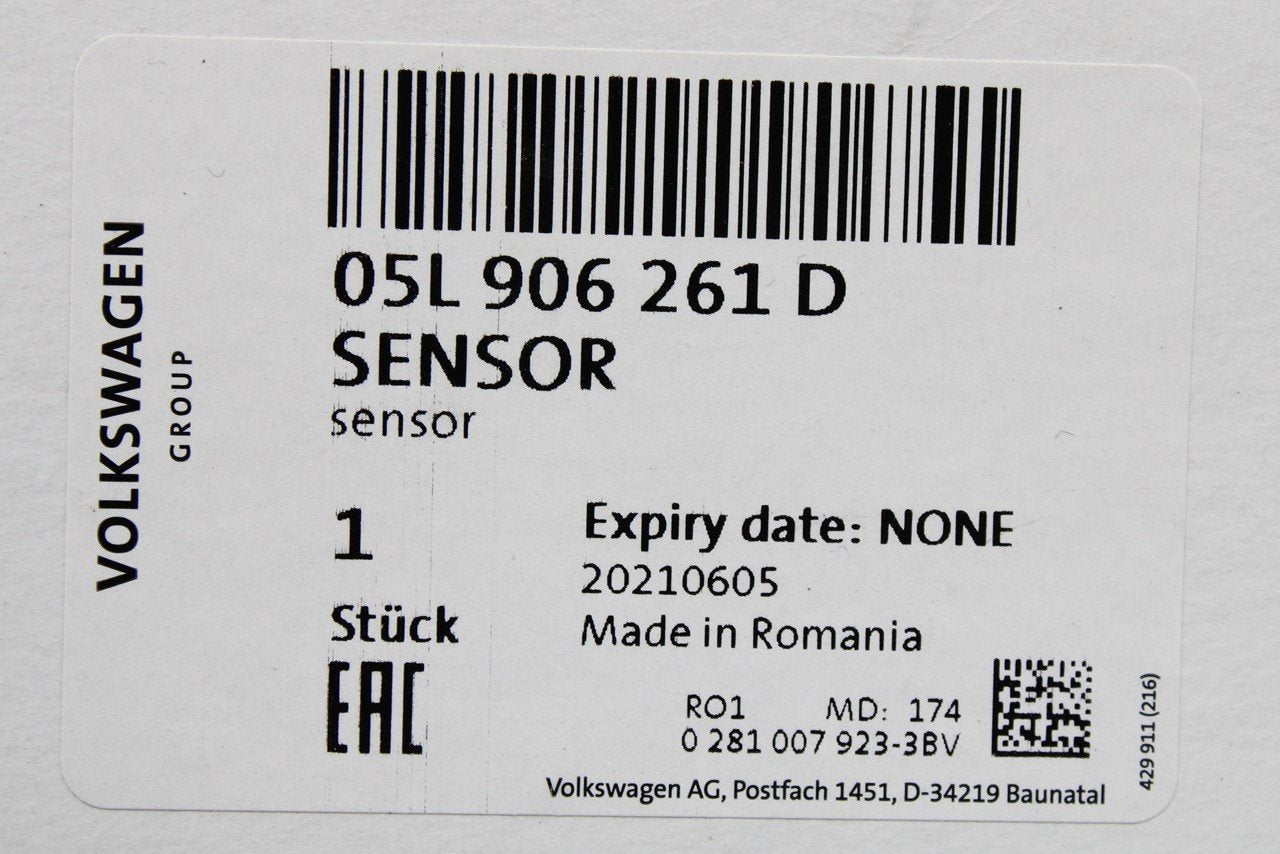 VOLKSWAGEN
GROUP
05L 906 261 D
SENSOR
sensor
1
Stück
EAC
Expiry date: NONE
20210605
Made in Romania
RO1 MD: 174
0 281 007 923-3BV
Volkswagen AG, Postfach 1451, D-34219 Baunatal
429 911 (216)